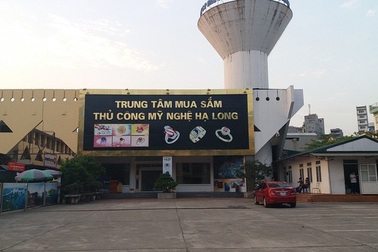 TRUNG TÂM MUA SẮM
THỦ CÔNG MỸ NGHỆ HẠ LONG